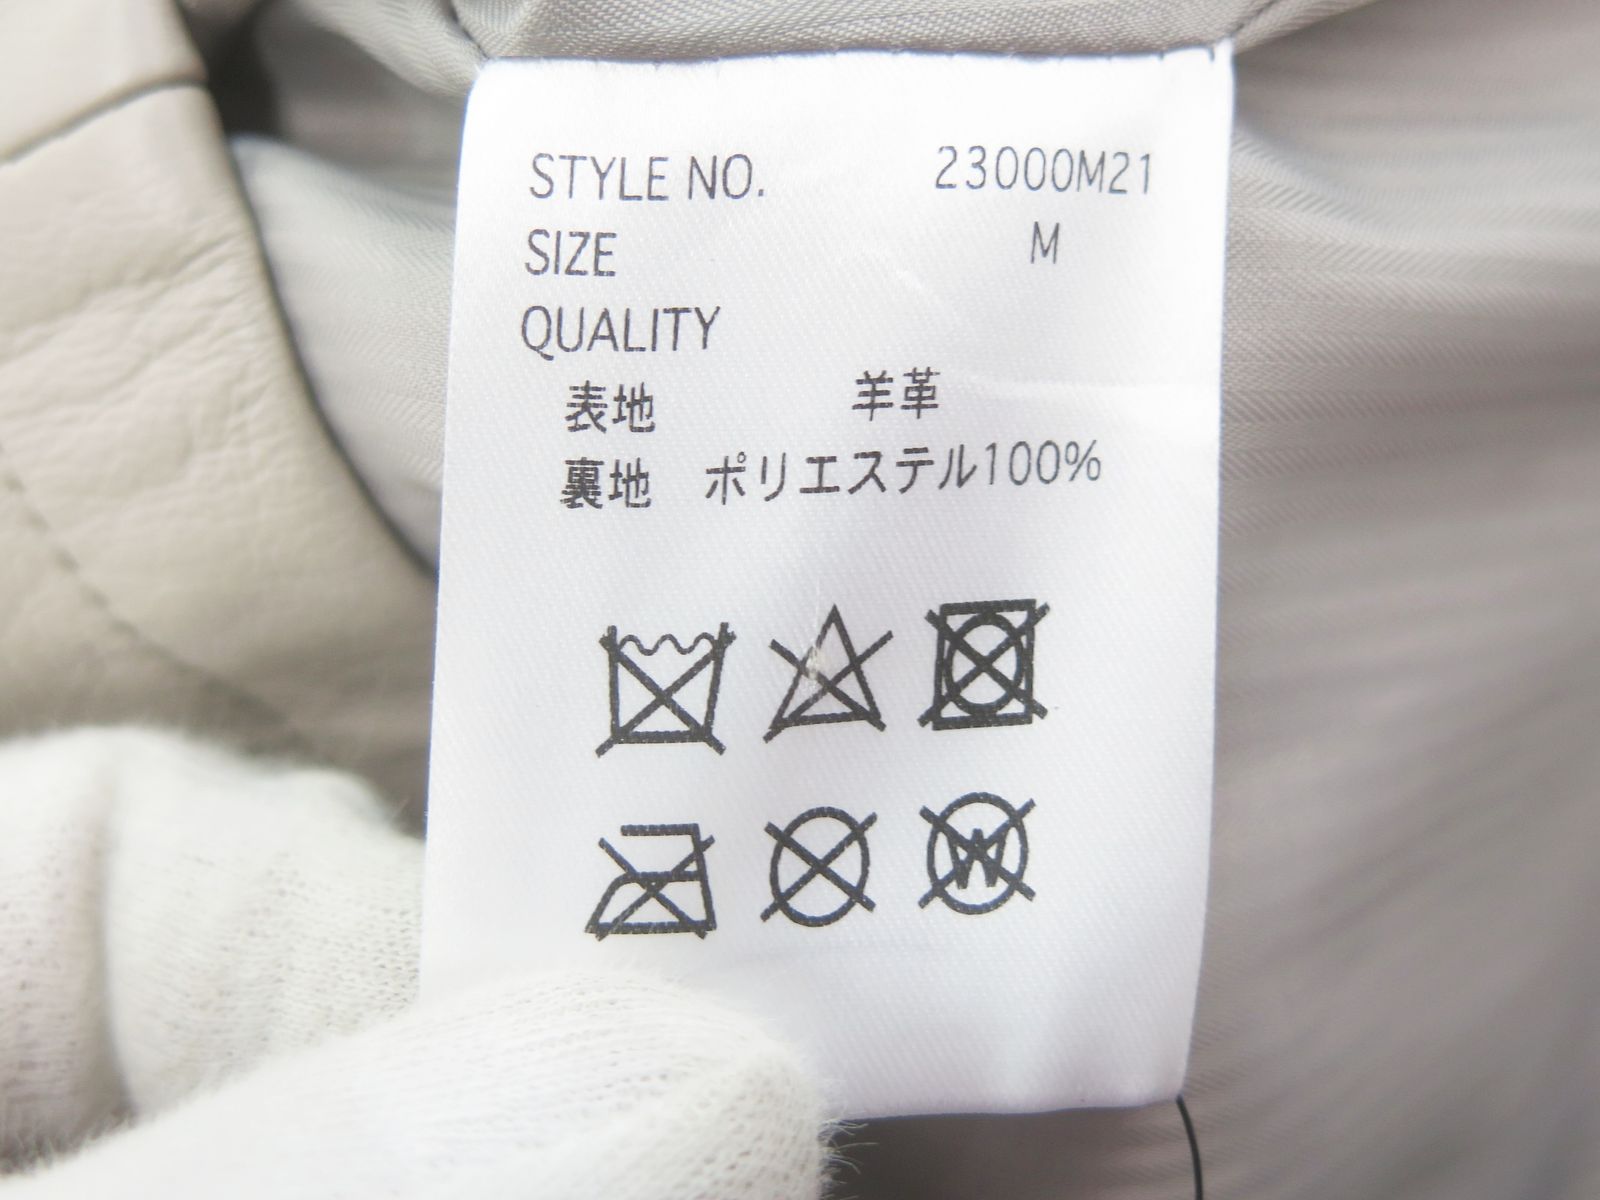 STYLE NO. 23000M21
SIZE M
QUALITY
表地 羊革
裏地 ポリエステル100%
W